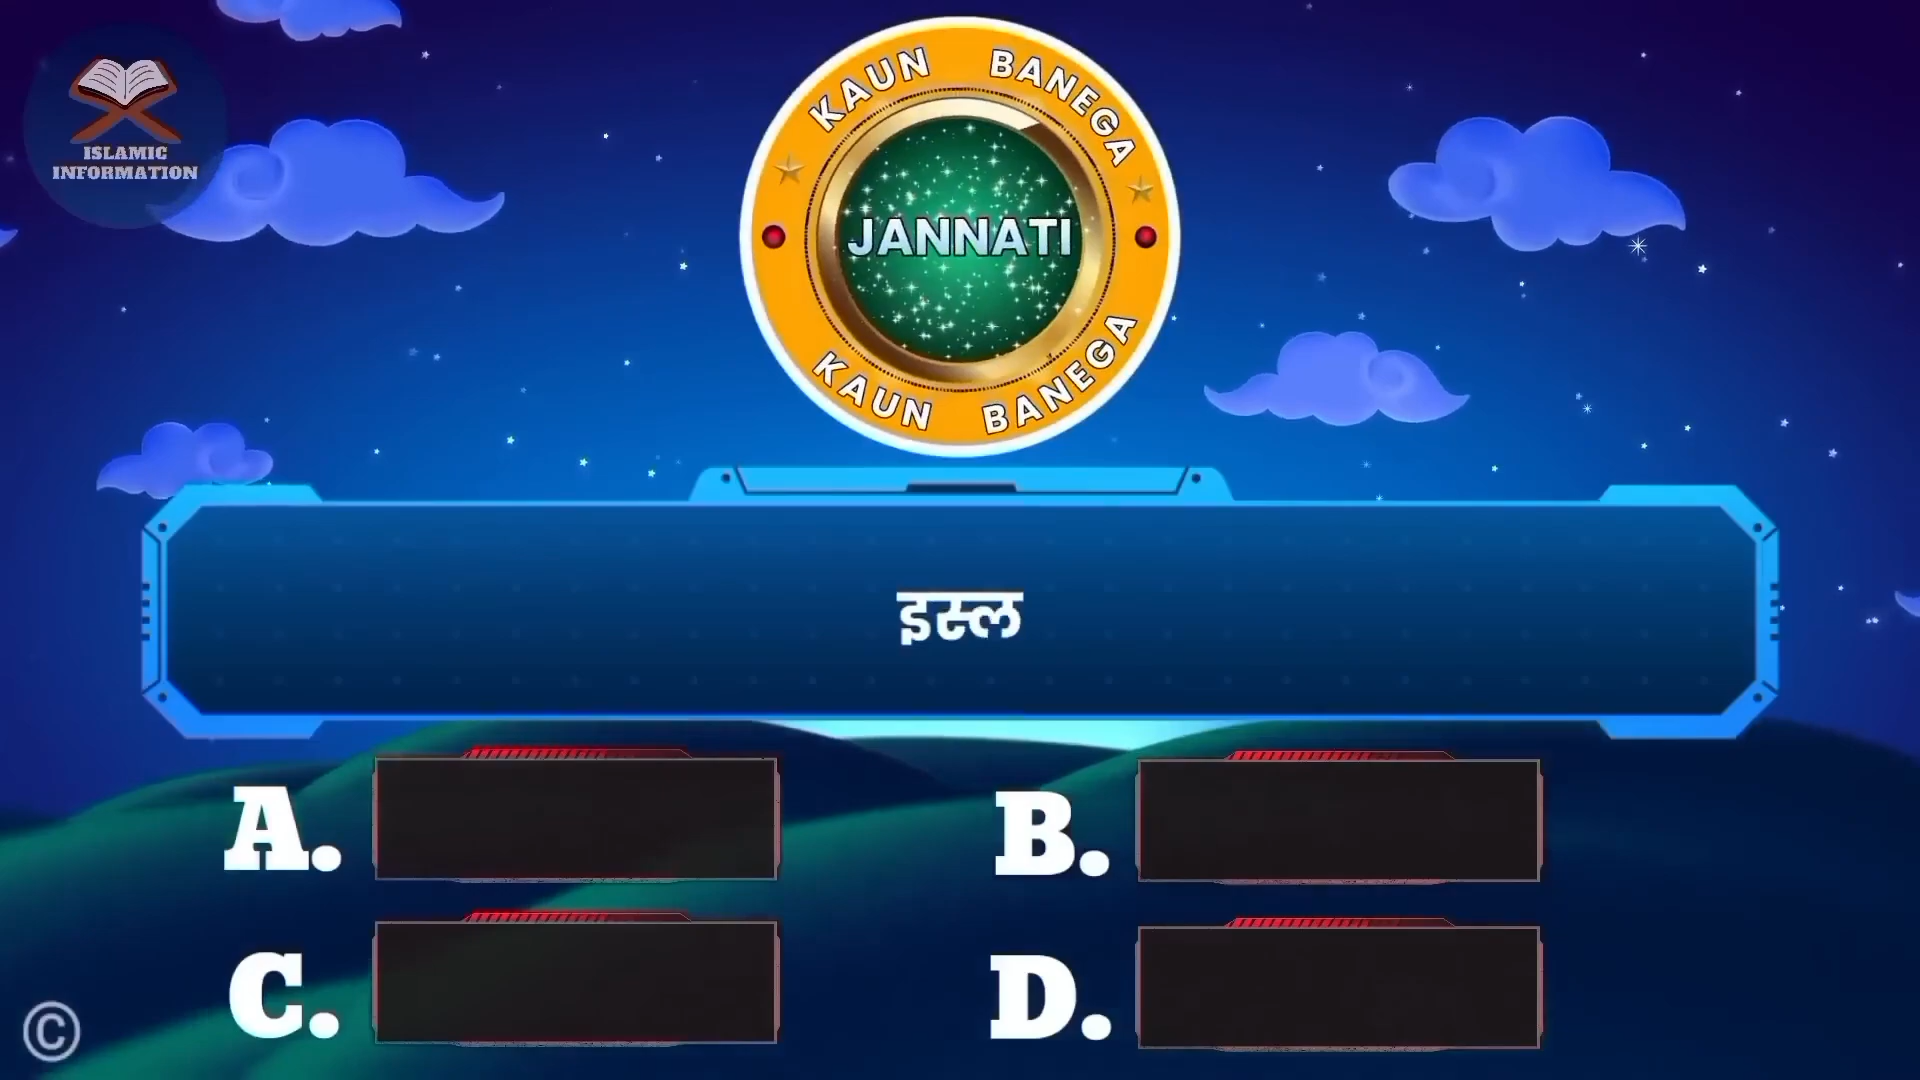 ISLAMIC
INFORMATION
KAUN BANEGA
JANNATI
KAUN BANEGA
इस्ल
A.
B.
C.
D.
©